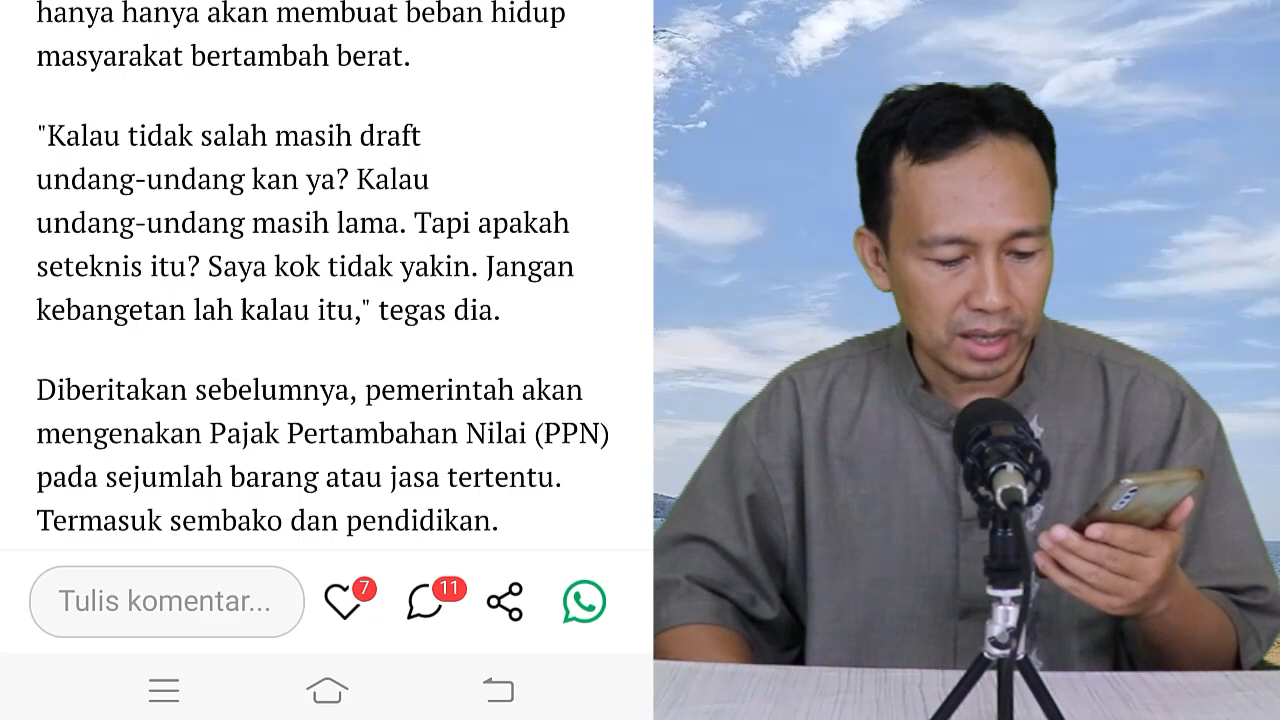 hanya hanya akan membuat beban hidup
masyarakat bertambah berat.
"Kalau tidak salah masih draft
undang-undang kan ya? Kalau
undang-undang masih lama. Tapi apakah
seteknis itu? Saya kok tidak yakin. Jangan
kebangetan lah kalau itu," tegas dia.
Diberitakan sebelumnya, pemerintah akan
mengenakan Pajak Pertambahan Nilai (PPN)
pada sejumlah barang atau jasa tertentu.
Termasuk sembako dan pendidikan.
Tulis komentar...
7
11